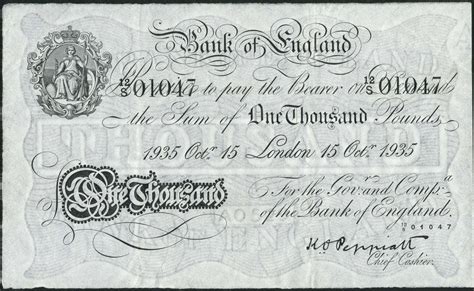 Bank of England
12/S 01047 12/S 01047
to pay the Bearer on Demand
the Sum of One Thousand Pounds
1935 Octr. 15 London 15 Octr. 1935
For the Govr. and Compa.
One Thousand
of the Bank of England.
12/S 01047
K O Peppiatt
Chief Cashier.